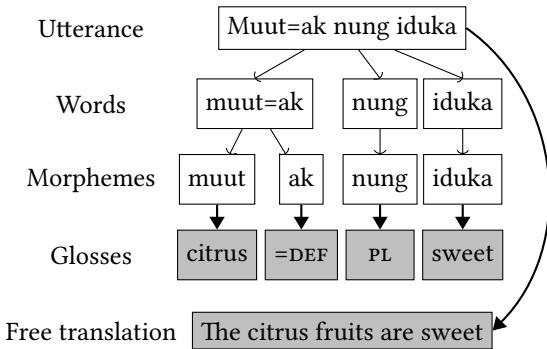 Utterance Muut=ak nung iduka
Words muut=ak nung iduka
Morphemes muut ak nung iduka
Glosses citrus =DEF PL sweet
Free translation The citrus fruits are sweet